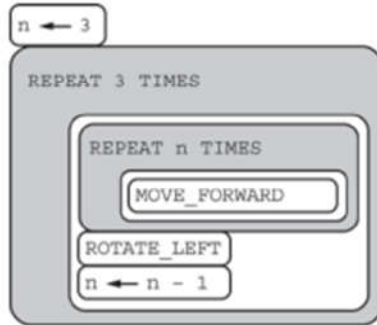 n ← 3
REPEAT 3 TIMES
REPEAT n TIMES
MOVE_FORWARD
ROTATE_LEFT
n ← n - 1